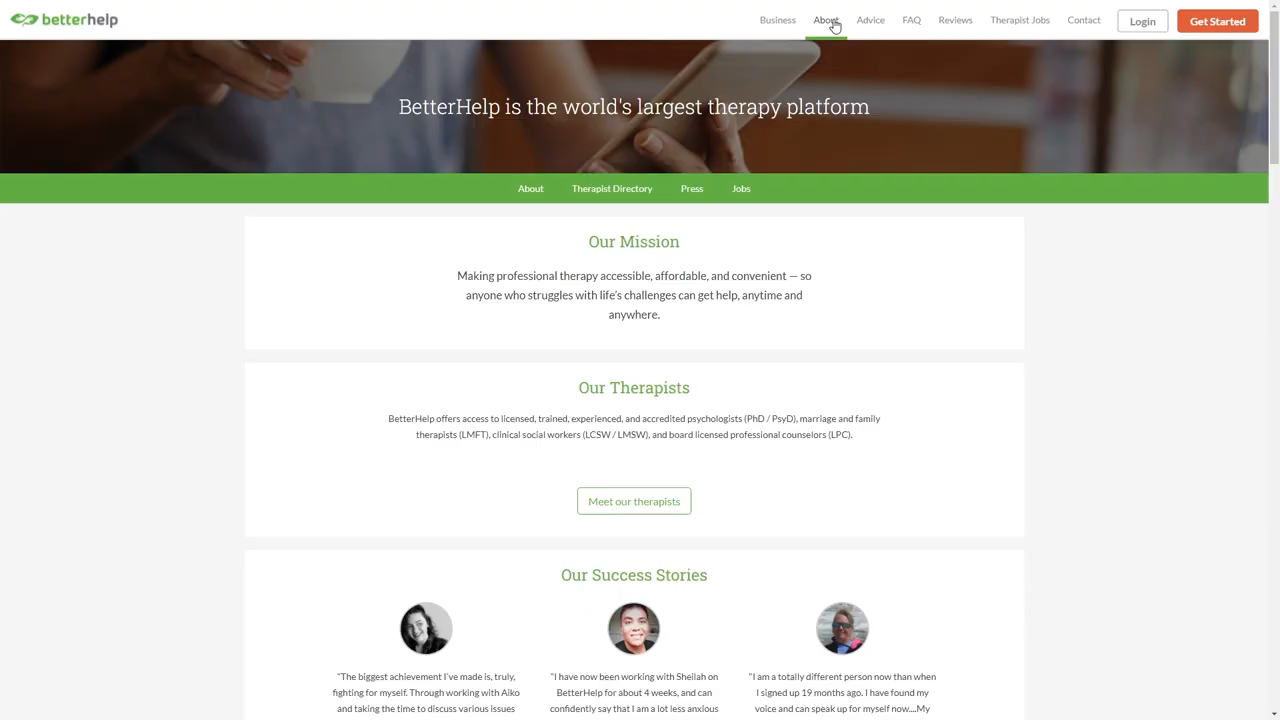 betterhelp
Business About Advice FAQ Reviews Therapist Jobs Contact Login Get Started
BetterHelp is the world's largest therapy platform
About Therapist Directory Press Jobs
Our Mission
Making professional therapy accessible, affordable, and convenient — so
anyone who struggles with life's challenges can get help, anytime and
anywhere.
Our Therapists
BetterHelp offers access to licensed, trained, experienced, and accredited psychologists (PhD / PsyD), marriage and family
therapists (LMFT), clinical social workers (LCSW / LMSW), and board licensed professional counselors (LPC).
Meet our therapists
Our Success Stories
"The biggest achievement I've made is, truly,
fighting for myself. Through working with Aiko
and taking the time to discuss various issues
"I have now been working with Sheilah on
BetterHelp for about 4 weeks, and can
confidently say that I am a lot less anxious
"I am a totally different person now than when
I signed up 19 months ago. I have found my
voice and can speak up for myself now....My